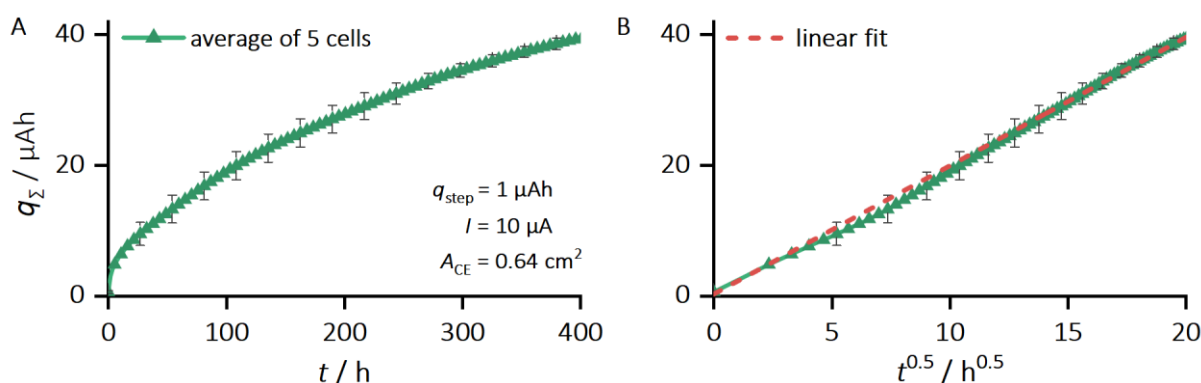 A
average of 5 cells
40
20
0
q_Σ / µAh
q_step = 1 µAh
I = 10 µA
A_CE = 0.64 cm²
0 100 200 300 400
t / h
B
linear fit
40
20
0
0 5 10 15 20
t^0.5 / h^0.5